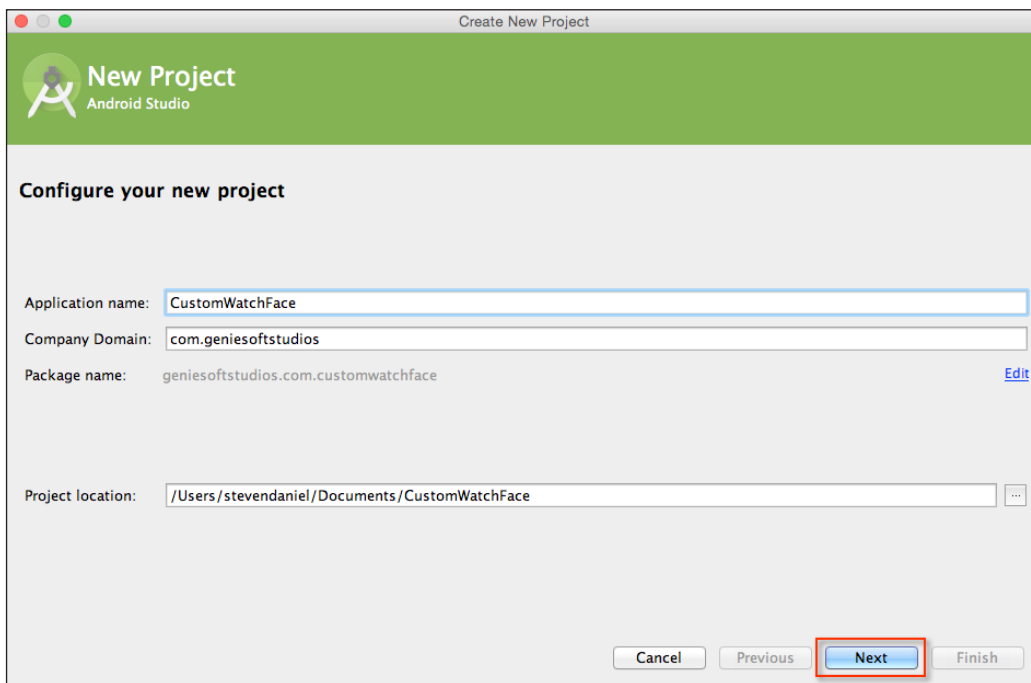 Create New Project
New Project
Android Studio
Configure your new project
Application name: CustomWatchFace
Company Domain: com.geniesoftstudios
Package name: geniesoftstudios.com.customwatchface Edit
Project location: /Users/stevendaniel/Documents/CustomWatchFace ...
Cancel Previous Next Finish